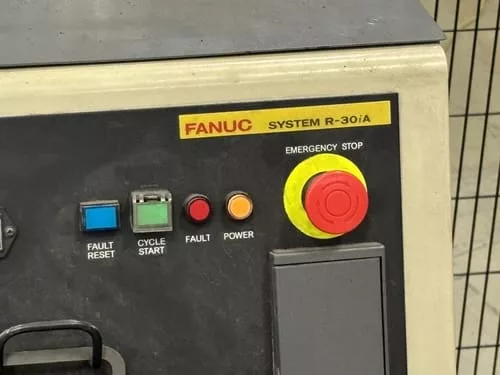 FANUC SYSTEM R-30iA
EMERGENCY STOP
FAULT
RESET
CYCLE
START
FAULT
POWER